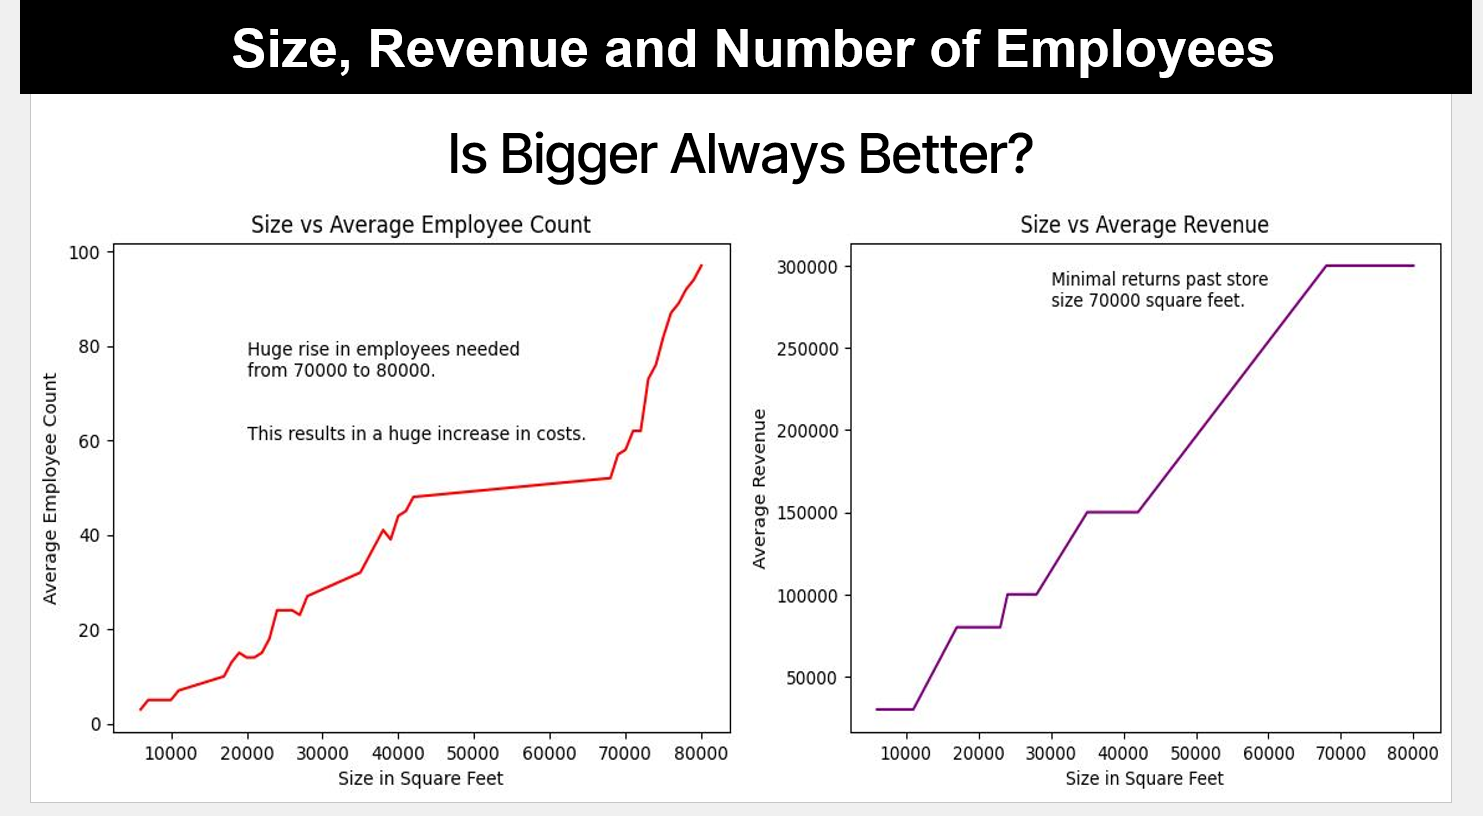 Size, Revenue and Number of Employees
Is Bigger Always Better?
Size vs Average Employee Count
100
80
60
40
20
0
Average Employee Count
Huge rise in employees needed
from 70000 to 80000.
This results in a huge increase in costs.
10000 20000 30000 40000 50000 60000 70000 80000
Size in Square Feet
Size vs Average Revenue
300000
250000
200000
150000
100000
50000
Average Revenue
Minimal returns past store
size 70000 square feet.
10000 20000 30000 40000 50000 60000 70000 80000
Size in Square Feet